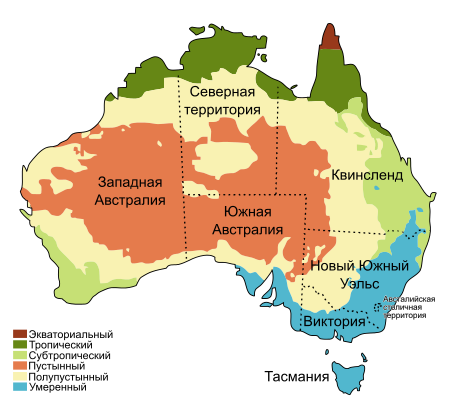 Северная
территория
Квинсленд
Западная
Австралия
Южная
Австралия
Новый Южный
Уэльс
Австалийская
столичная
территория
Виктория
Тасмания
Экваториальный
Тропический
Субтропический
Пустынный
Полупустынный
Умеренный